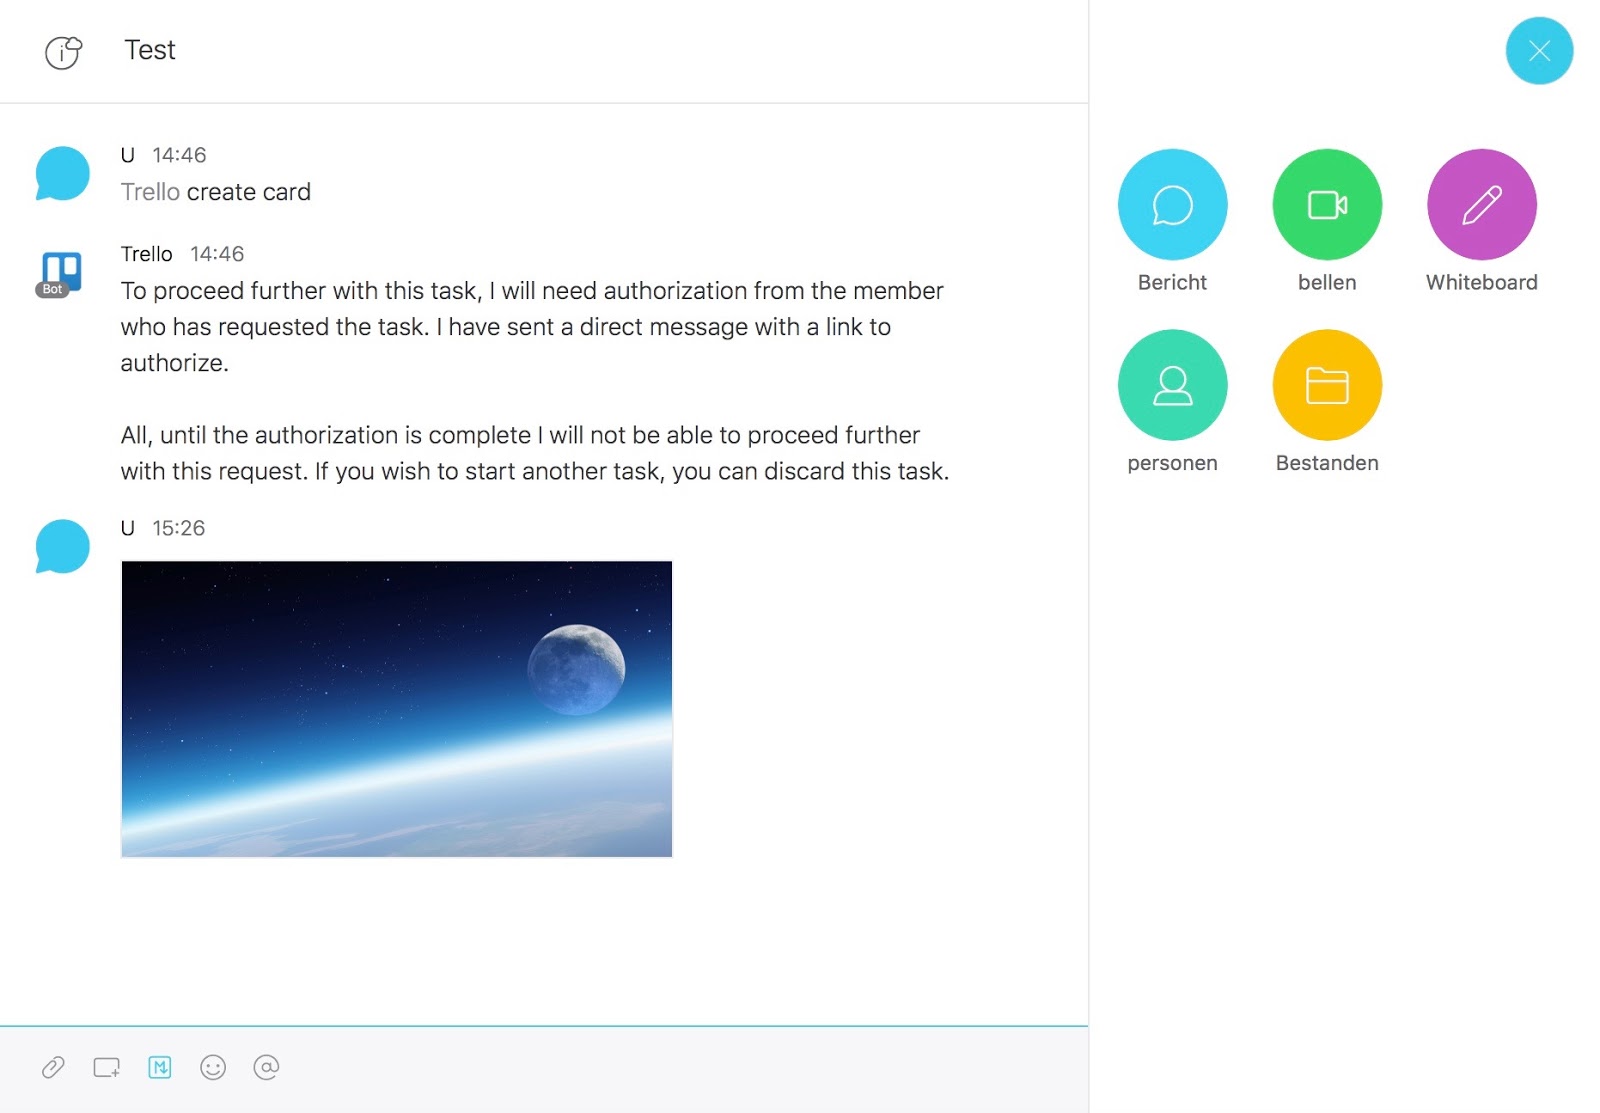 Test
U 14:46
Trello create card
Trello 14:46
Bot
To proceed further with this task, I will need authorization from the member
who has requested the task. I have sent a direct message with a link to
authorize.
All, until the authorization is complete I will not be able to proceed further
with this request. If you wish to start another task, you can discard this task.
U 15:26
Bericht
bellen
Whiteboard
personen
Bestanden